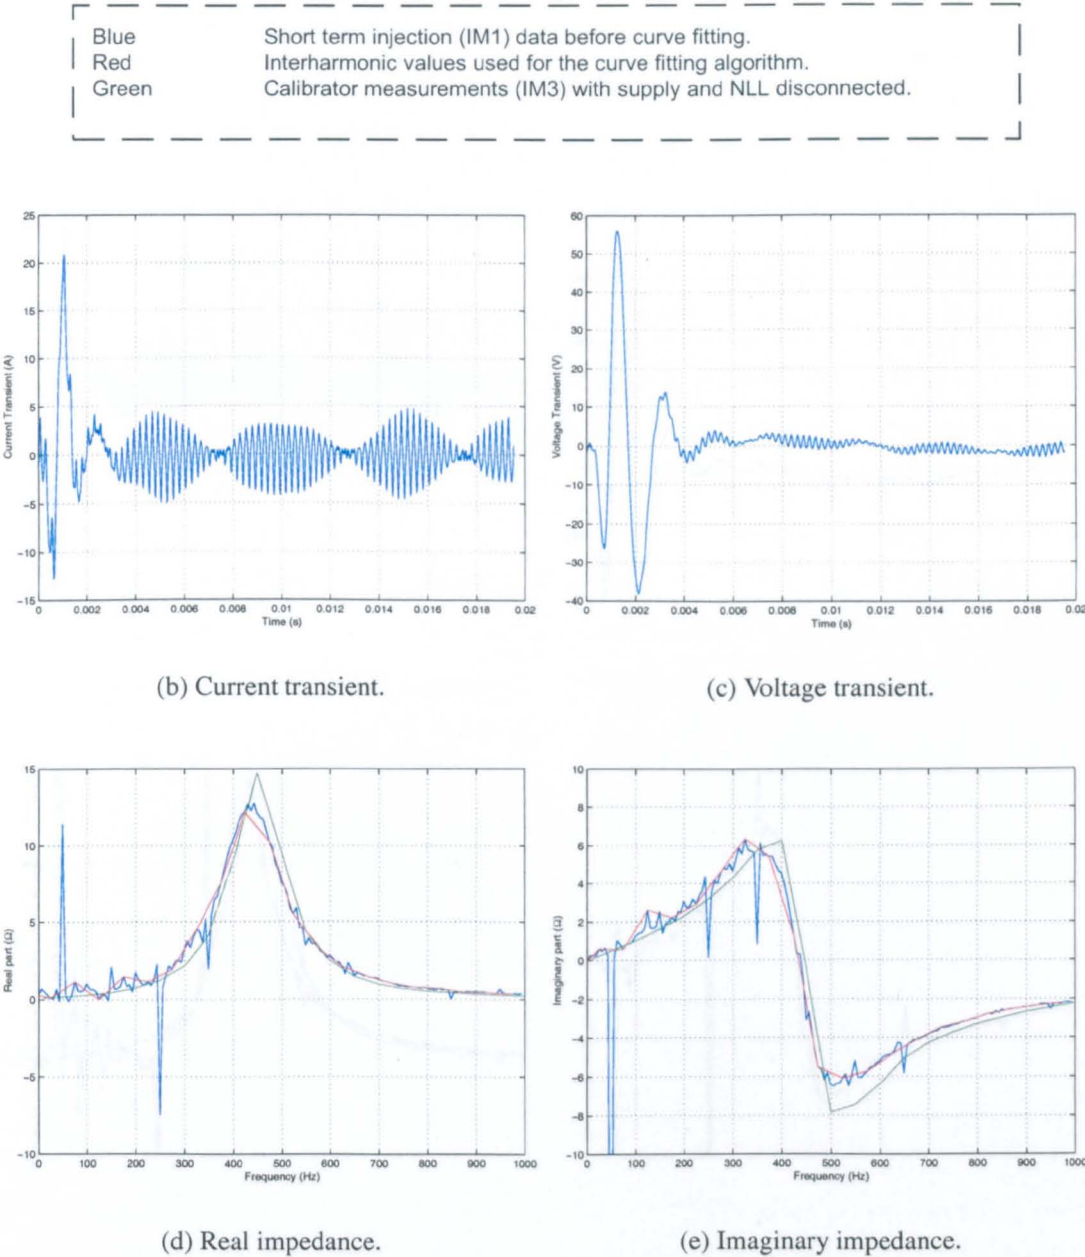 Blue Short term injection (IM1) data before curve fitting.
Red Interharmonic values used for the curve fitting algorithm.
Green Calibrator measurements (IM3) with supply and NLL disconnected.
25
20
15
10
5
0
−5
−10
−15
Current Transient (A)
0 0.002 0.004 0.006 0.008 0.01 0.012 0.014 0.016 0.018 0.02
Time (s)
60
50
40
30
20
10
0
−10
−20
−30
−40
Voltage Transient (V)
0 0.002 0.004 0.006 0.008 0.01 0.012 0.014 0.016 0.018 0.02
Time (s)
(b) Current transient.
(c) Voltage transient.
15
10
5
0
−5
−10
Real part (Ω)
0 100 200 300 400 500 600 700 800 900 1000
Frequency (Hz)
10
8
6
4
2
0
−2
−4
−6
−8
−10
Imaginary part (Ω)
0 100 200 300 400 500 600 700 800 900 1000
Frequency (Hz)
(d) Real impedance.
(e) Imaginary impedance.